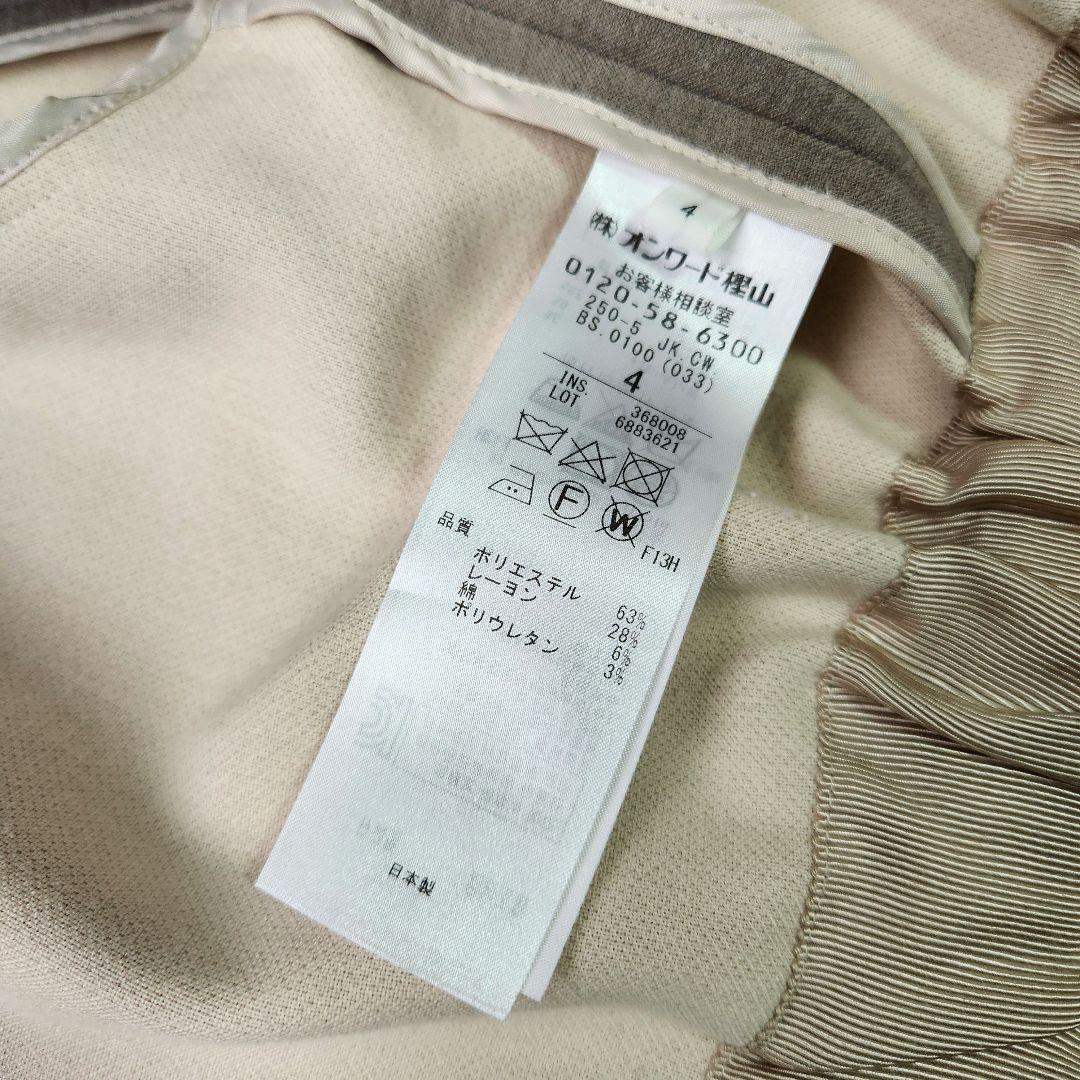 4
(株)オンワード樫山
お客様相談室
0120-58-6300
250-5 JK.CW.
BS.0100(033)
4
INS. 368008
LOT 6883621
F W
F13H
品質
ポリエステル 63%
レーヨン 28%
綿 6%
ポリウレタン 3%
日本製